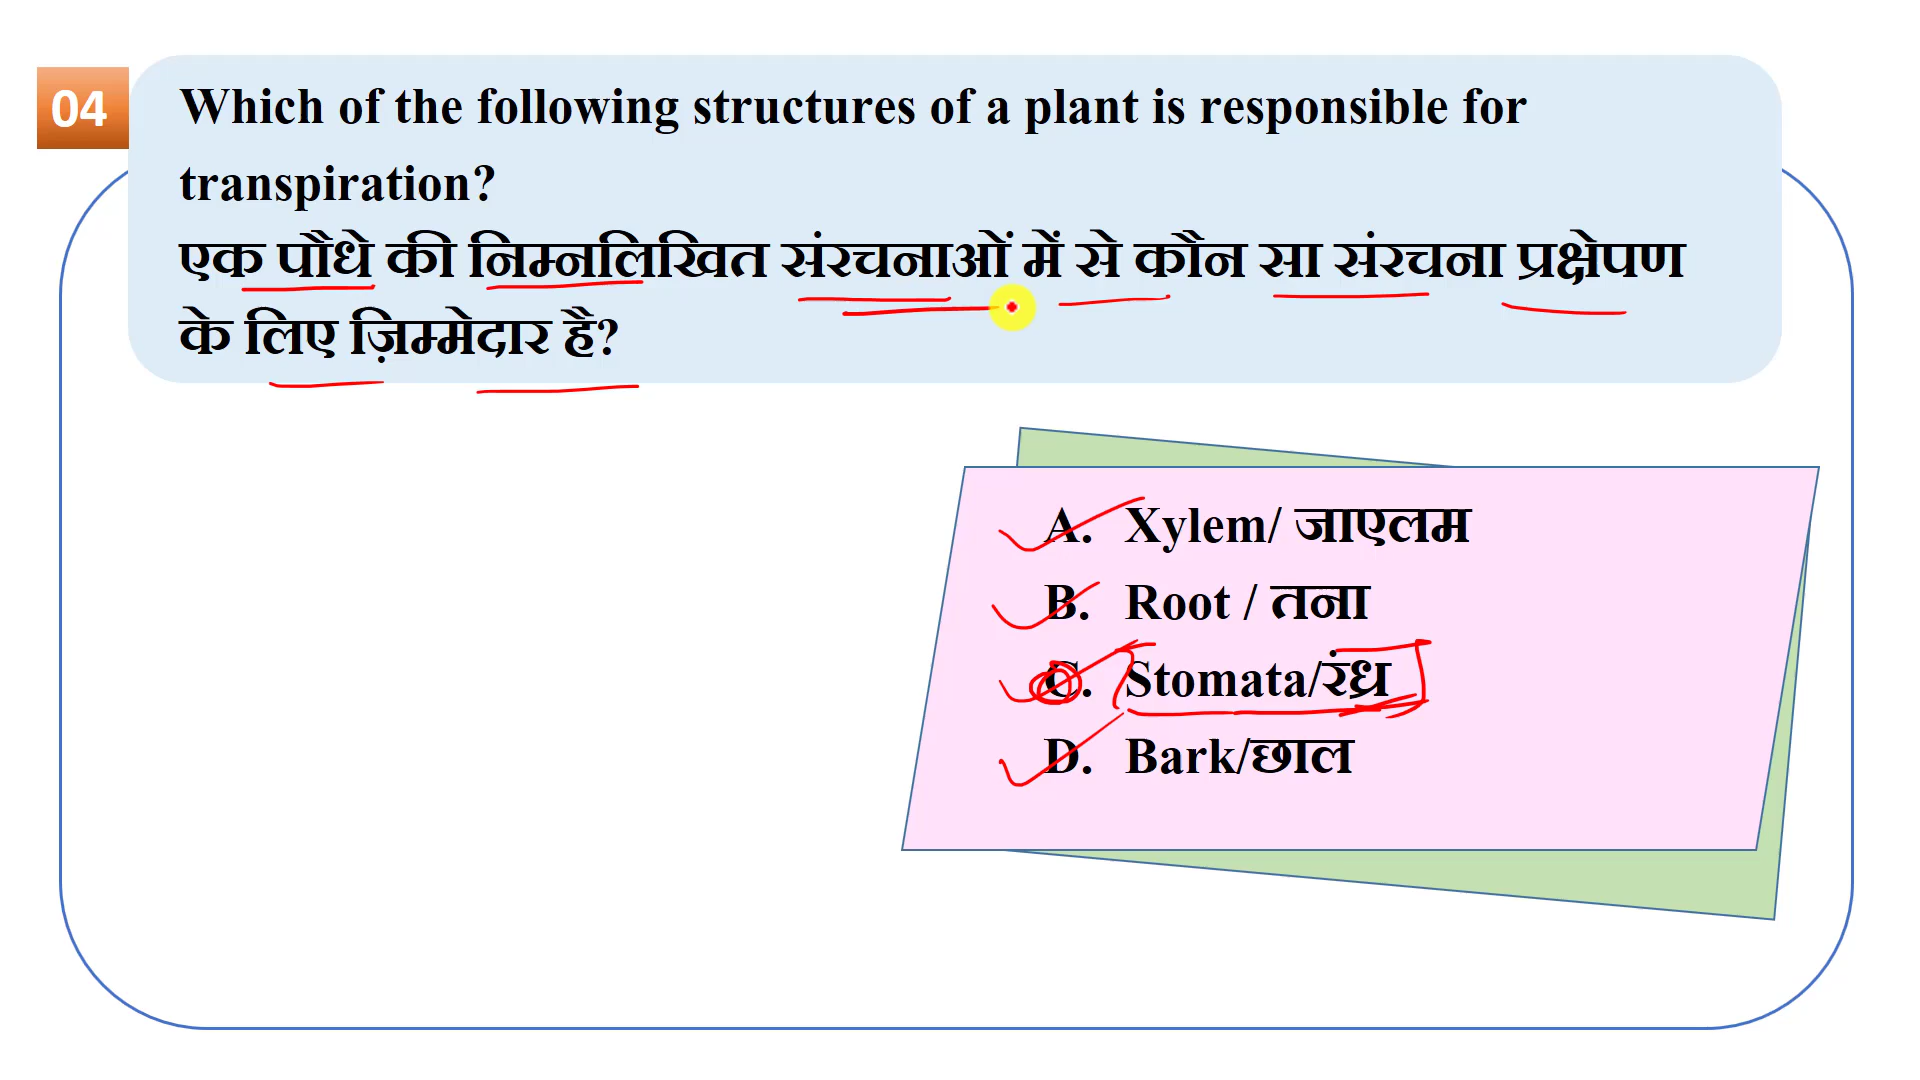 04
Which of the following structures of a plant is responsible for
transpiration?
एक पौधे की निम्नलिखित संरचनाओं में से कौन सा संरचना प्रक्षेपण
के लिए ज़िम्मेदार है?
A. Xylem/ जाएलम
B. Root / तना
C. Stomata/रंध्र
D. Bark/छाल